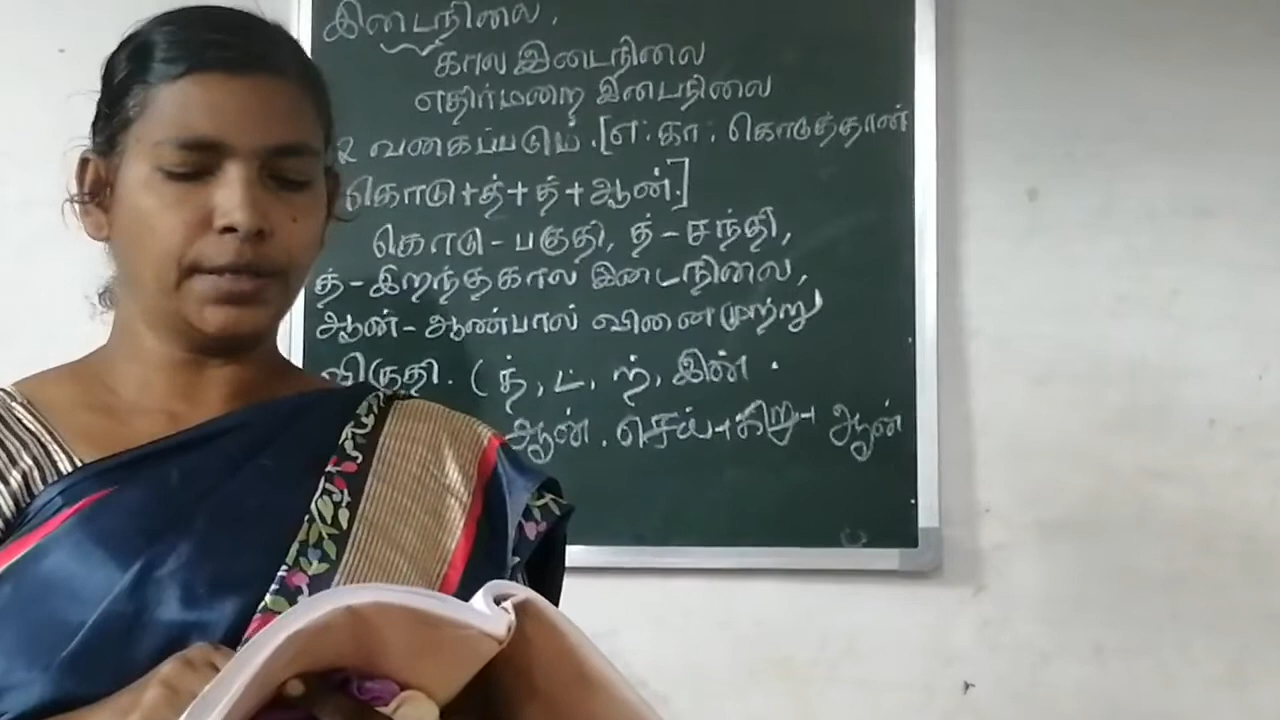 இடைநிலை.
கால இடைநிலை
எதிர்மறை இடைநிலை
2 வகைப்படும்.[எ.கா: கொடுத்தான்
கொடு+த்+த்+ஆன்.]
கொடு - பகுதி, த் - சந்தி,
த் - இறந்தகால இடைநிலை,
ஆன் - ஆண்பால் வினைமுற்று
விகுதி. (த், ட், ற், இன்.
ஆன். செய்+கிறு+ஆன்